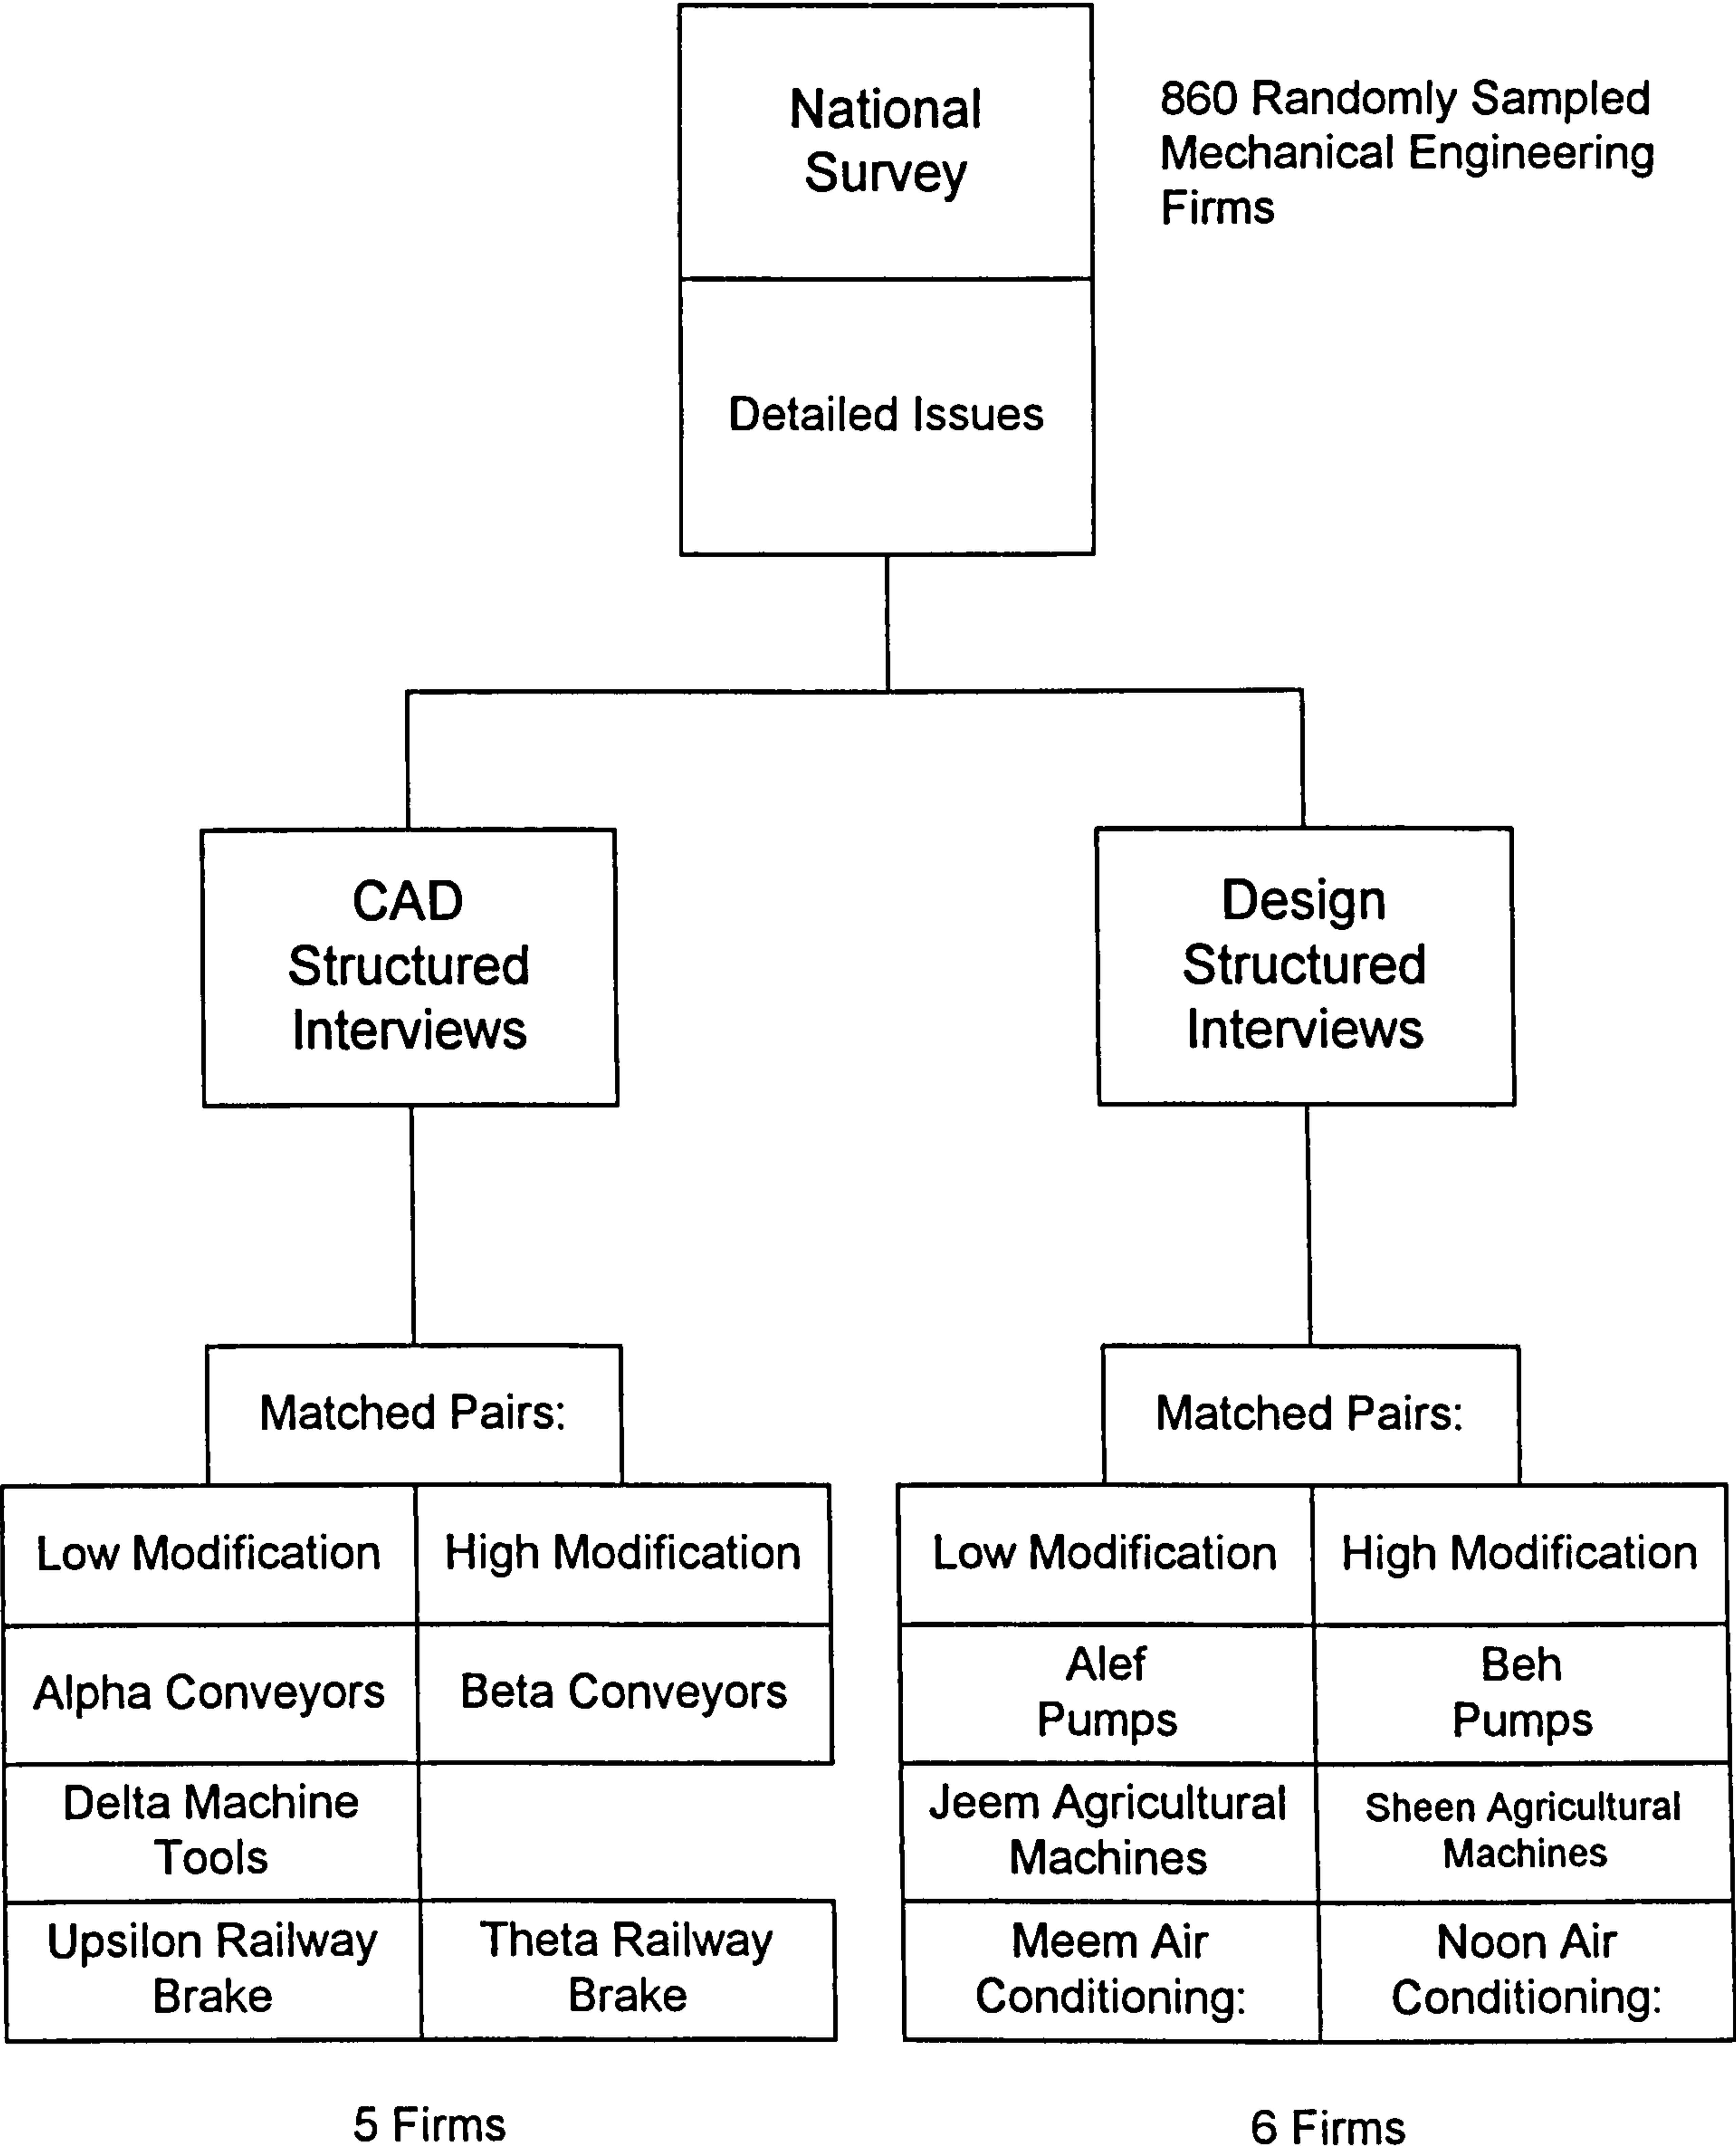 National
Survey
860 Randomly Sampled
Mechanical Engineering
Firms
Detailed Issues
CAD
Structured
Interviews
Design
Structured
Interviews
Matched Pairs:
Low Modification
High Modification
Alpha Conveyors
Beta Conveyors
Delta Machine
Tools
Upsilon Railway
Brake
Theta Railway
Brake
5 Firms
Matched Pairs:
Low Modification
High Modification
Alef
Pumps
Beh
Pumps
Jeem Agricultural
Machines
Sheen Agricultural
Machines
Meem Air
Conditioning:
Noon Air
Conditioning:
6 Firms